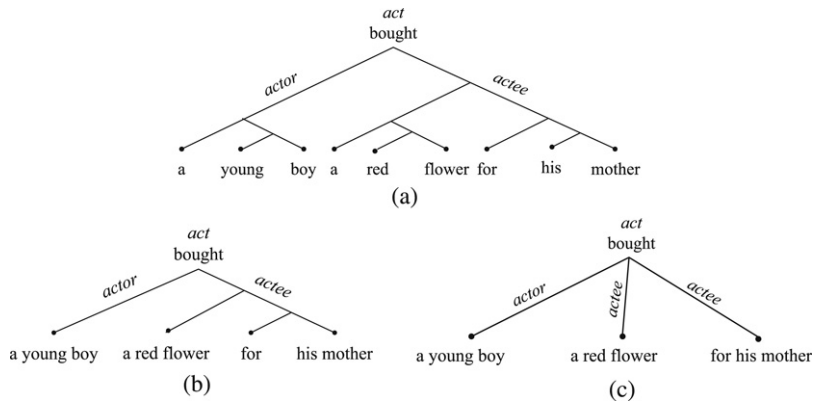 act
bought
actor
actee
a young boy a red flower for his mother
(a)
act
bought
actor
actee
a young boy a red flower for his mother
(b)
act
bought
actor
actee
actee
a young boy a red flower for his mother
(c)